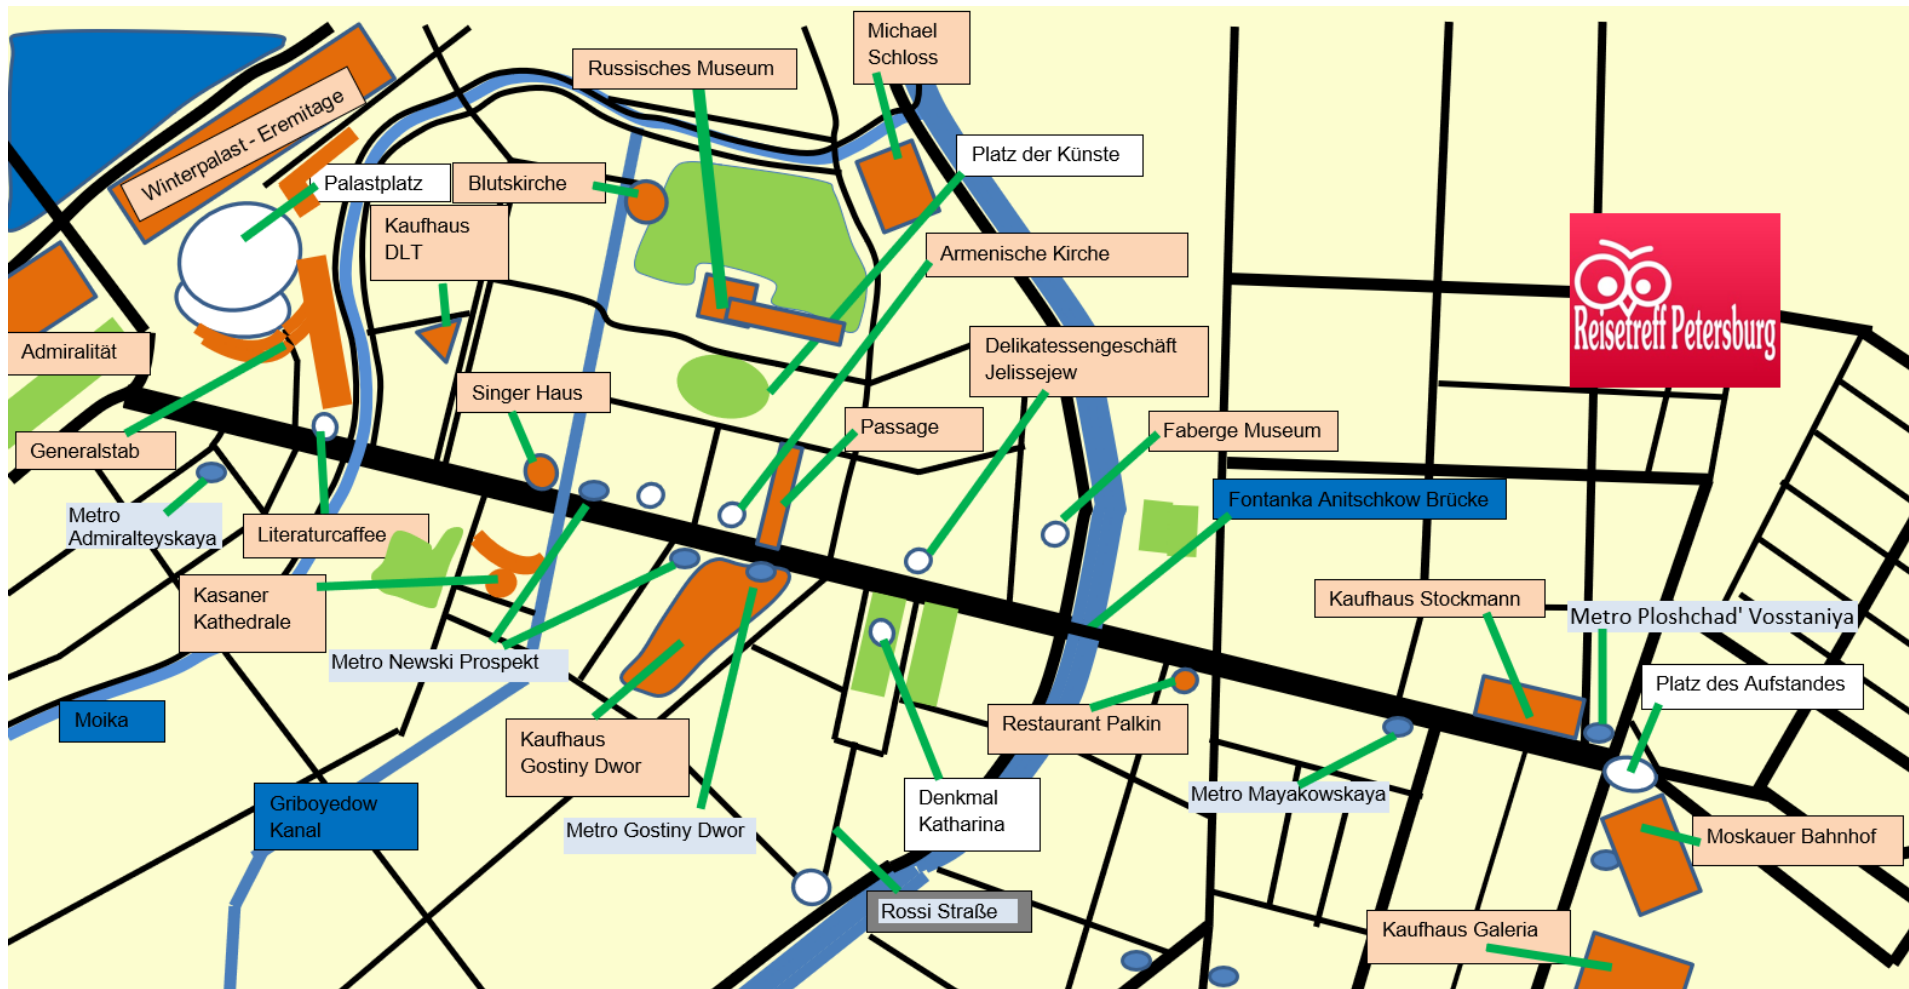 Michael
Schloss
Russisches Museum
Winterpalast - Eremitage
Platz der Künste
Palastplatz
Blutskirche
Kaufhaus
DLT
Armenische Kirche
Reisetreff Petersburg
Admiralität
Delikatessengeschäft
Jelissejew
Singer Haus
Passage
Faberge Museum
Generalstab
Fontanka Anitschkow Brücke
Metro
Admiralteyskaya
Literaturcaffee
Kasaner
Kathedrale
Kaufhaus Stockmann
Metro Ploshchad' Vosstaniya
Metro Newski Prospekt
Platz des Aufstandes
Moika
Restaurant Palkin
Kaufhaus
Gostiny Dwor
Griboyedow
Kanal
Denkmal
Katharina
Metro Mayakowskaya
Metro Gostiny Dwor
Moskauer Bahnhof
Rossi Straße
Kaufhaus Galeria